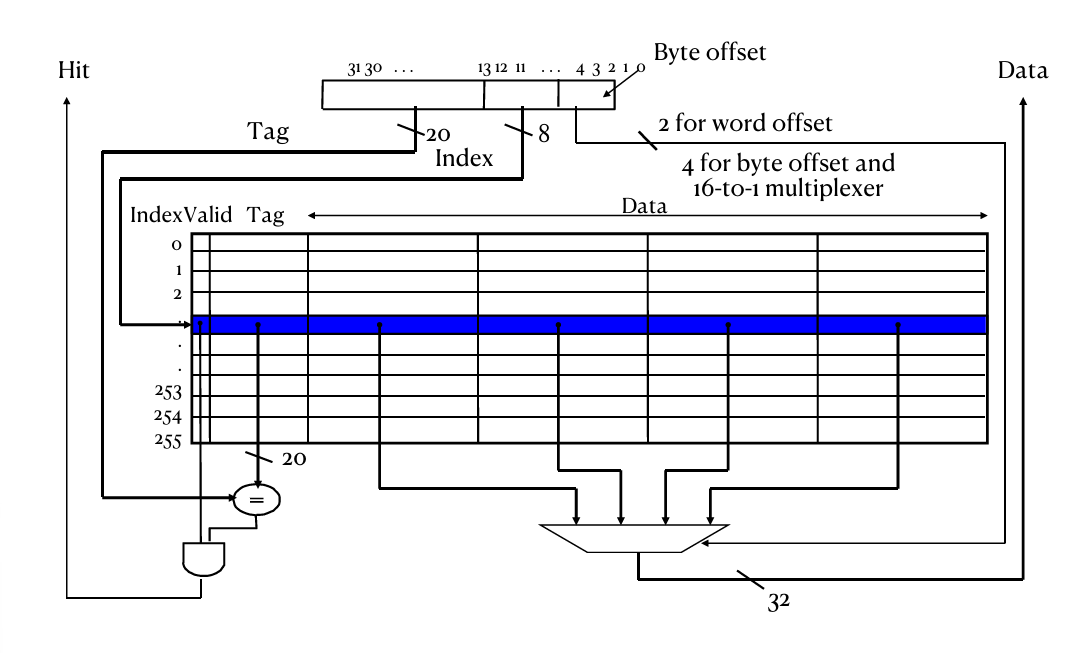 Byte offset
Hit
31 30 ... 13 12 11 ... 4 3 2 1 0
Data
20
8
2 for word offset
Tag
Index
4 for byte offset and
16-to-1 multiplexer
Index Valid Tag
Data
0
1
2
.
.
.
253
254
255
20
=
32